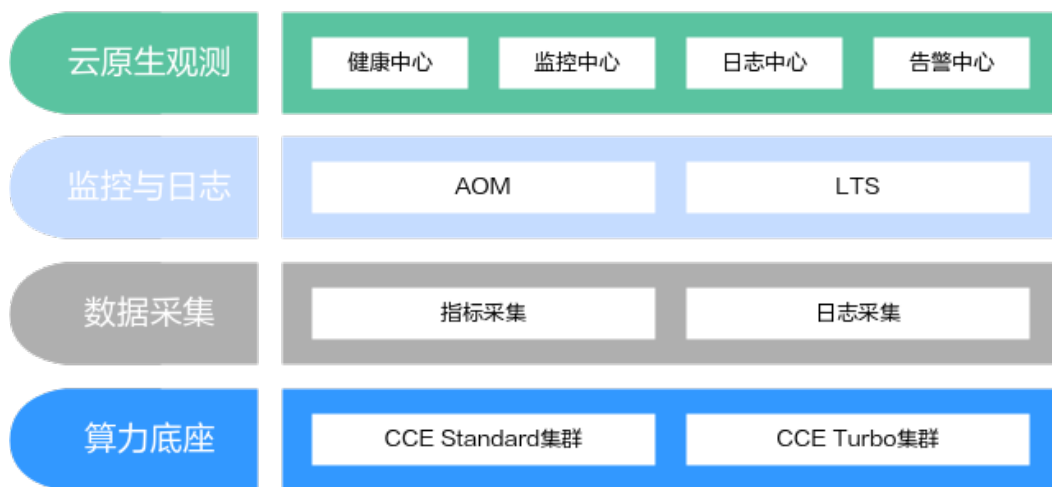 云原生观测
健康中心
监控中心
日志中心
告警中心
监控与日志
AOM
LTS
数据采集
指标采集
日志采集
算力底座
CCE Standard集群
CCE Turbo集群